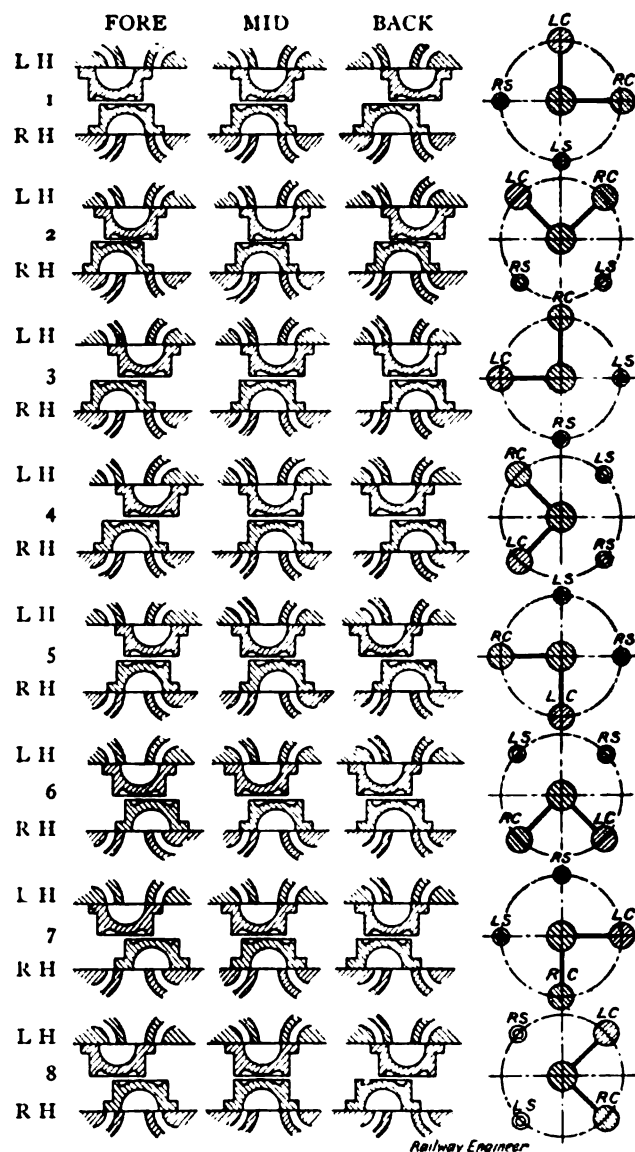 FORE MID BACK
LC
L H
RS RC
1
R H
LS
LC RC
L H
2
RS LS
R H
RC
L H
LC LS
3
R H
RS
RC LS
L H
4
LC RS
R H
LS
L H
RC RS
5
R H
LC
LS RS
L H
6
RC LC
R H
RS
L H
LS LC
7
R H
RC
RS LC
L H
8
LS RC
R H
Railway Engineer